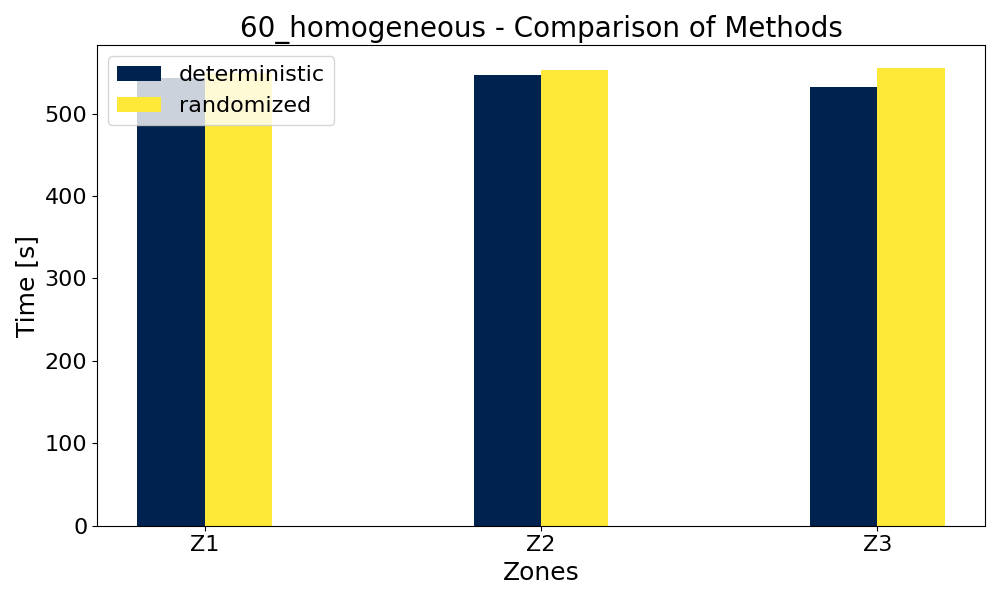 60_homogeneous - Comparison of Methods
deterministic
randomized
Time [s]
500
400
300
200
100
0
Z1 Z2 Z3
Zones